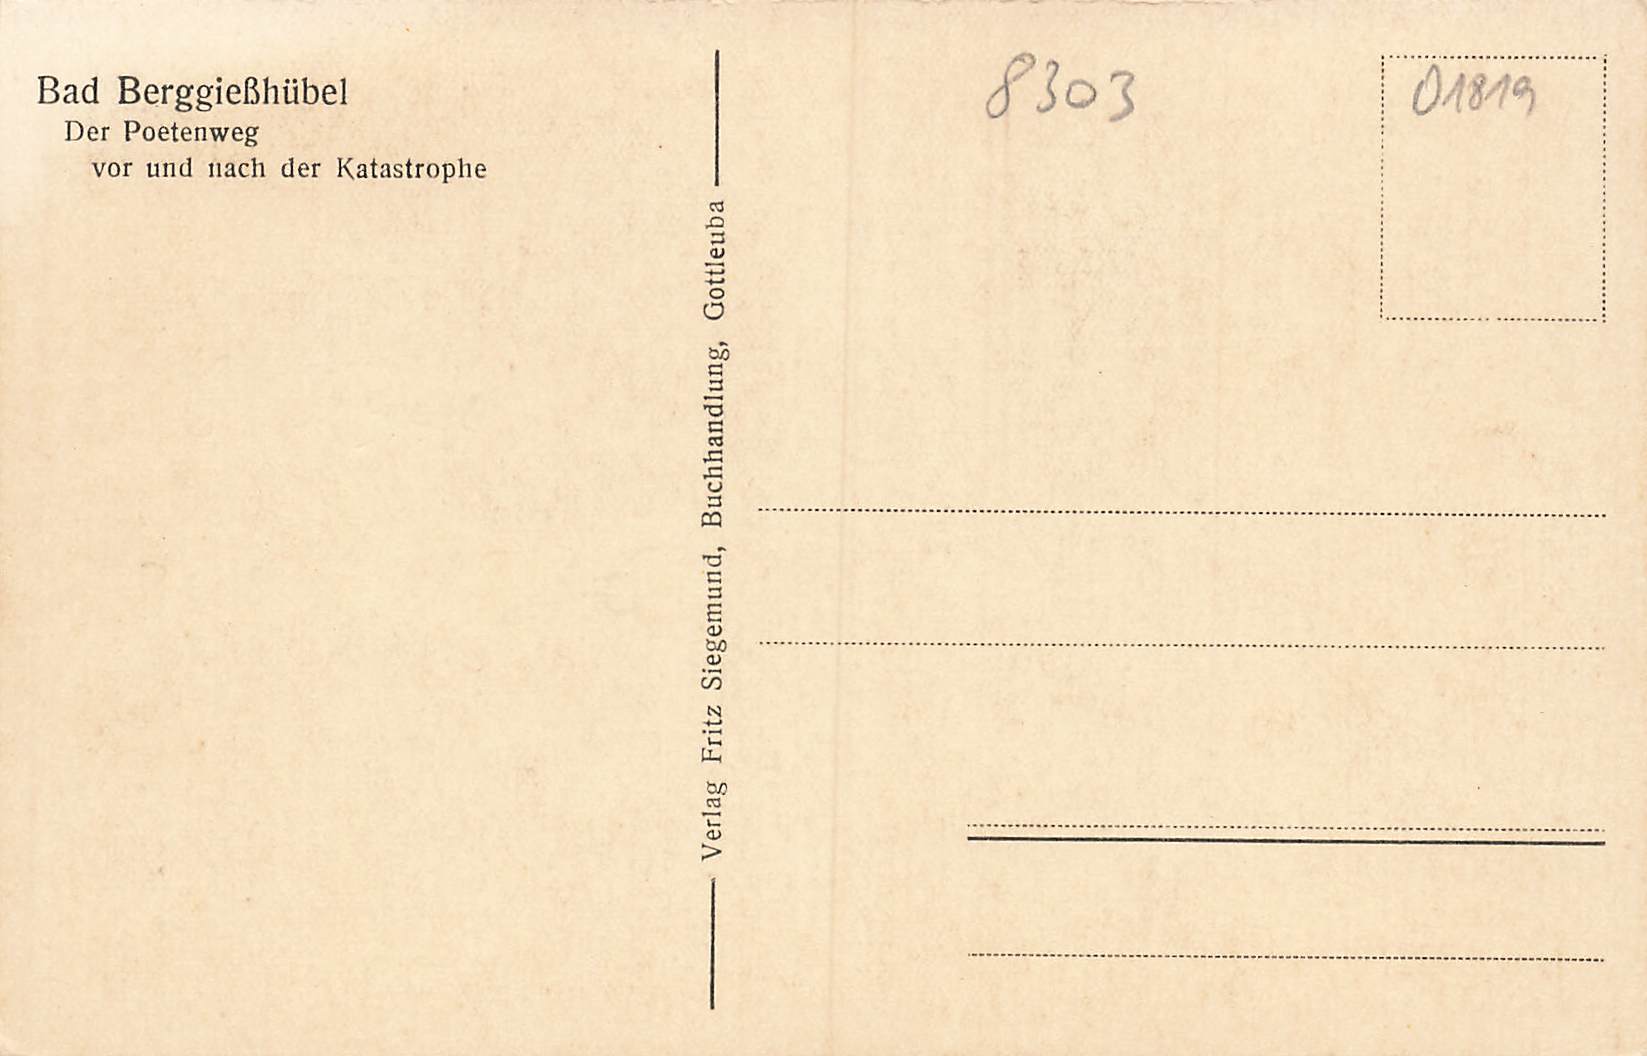 Bad Berggießhübel
Der Poetenweg
vor und nach der Katastrophe
Verlag Fritz Siegemund, Buchhandlung, Gottleuba
8303
01819